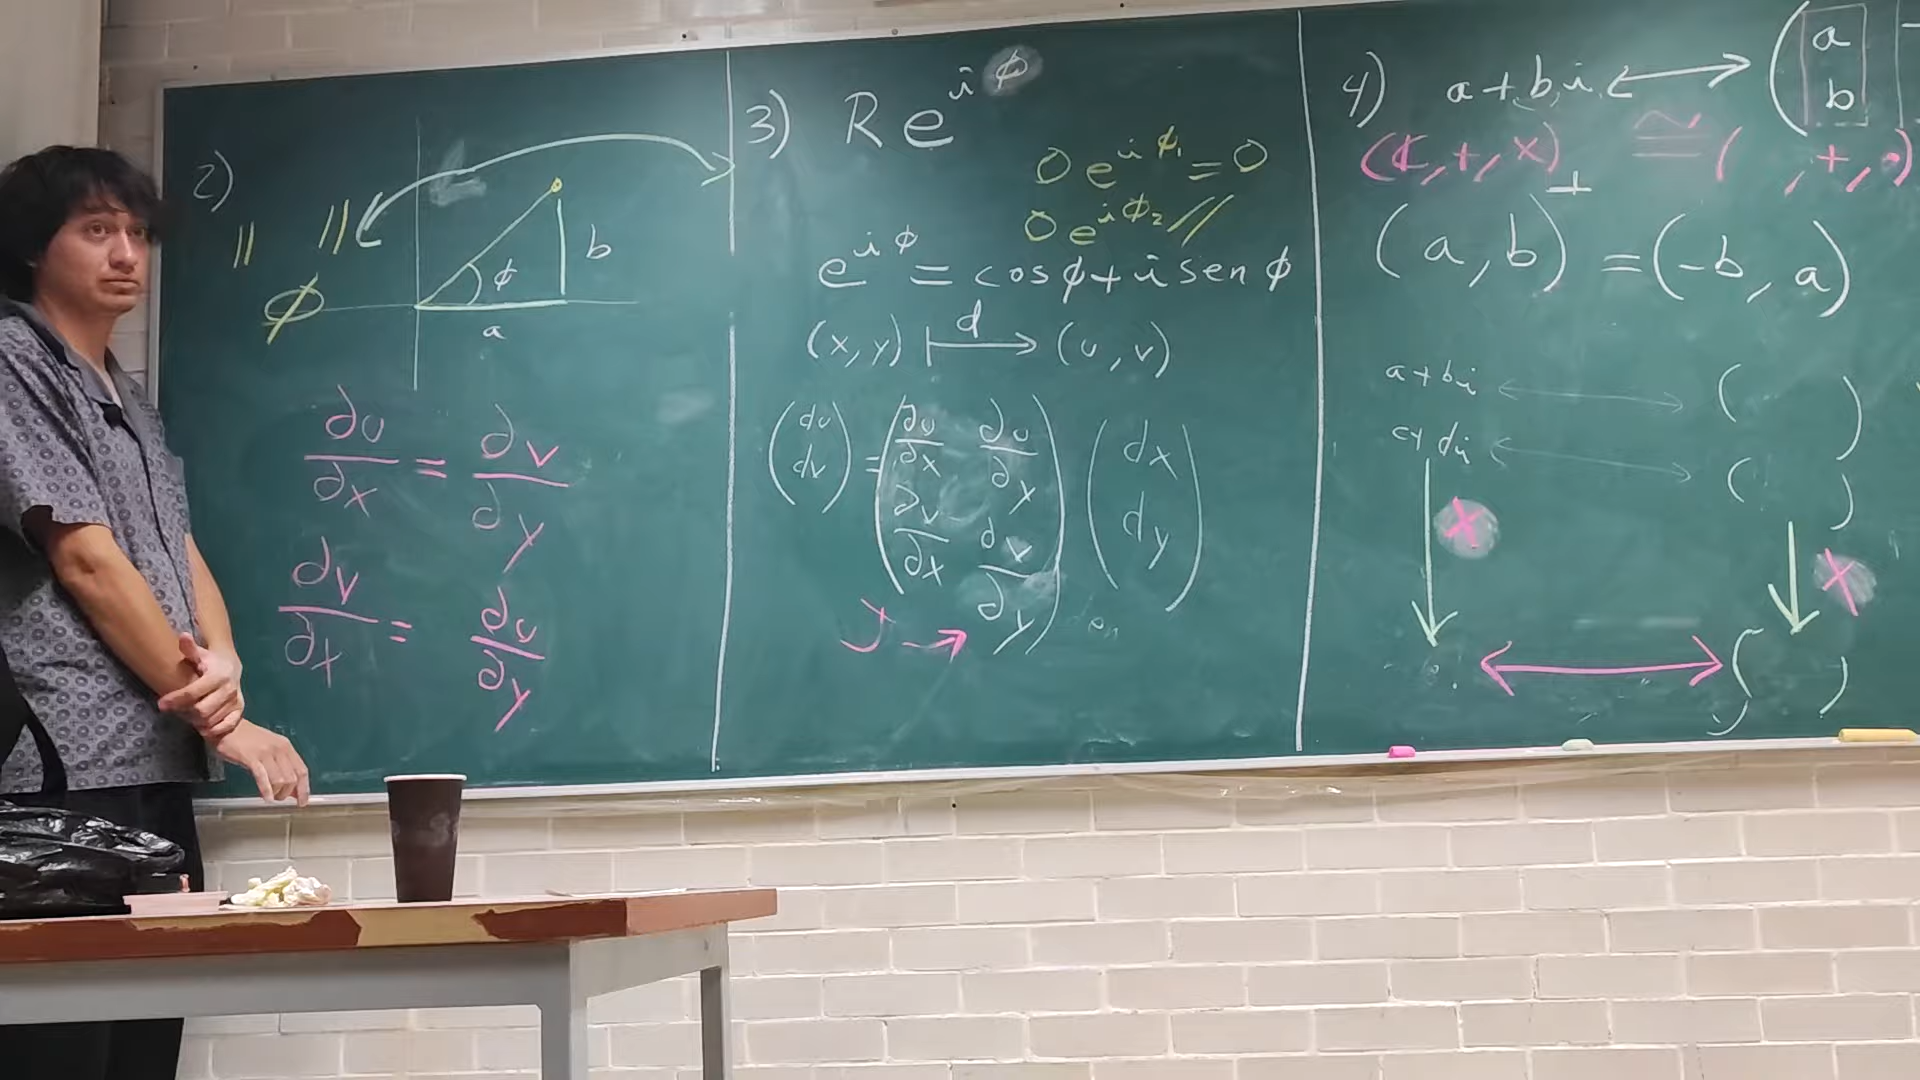 2)
|| ||
φ
φ
b
a
∂u/∂x = ∂v/∂y
∂v/∂x = ∂u/∂y
3) Re^{iφ}
0e^{iφ₁} = 0
0e^{iφ₂} //
e^{iφ} = cosφ + i senφ
(x, y) ↦ (u, v)
d
(du dv) = (∂u/∂x ∂u/∂y ∂v/∂x ∂v/∂y) (dx dy)
J →
4) a + bi ↔ (a
b
(ℂ, +, ×) ≅ ( , +, ·)
(a, b)^⊥ = (-b, a)
a + bi ↔ ( )
c + di ↔ ( )
↓ × ↓ ×
↔ ( )